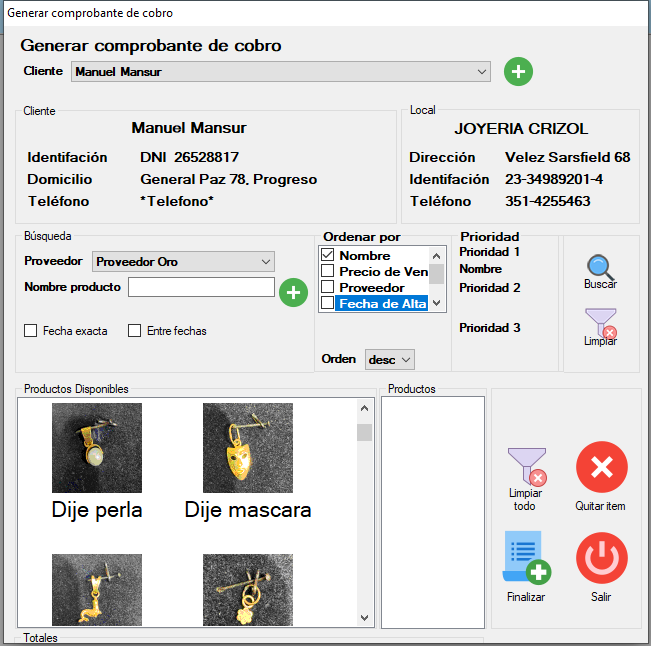 Generar comprobante de cobro
Generar comprobante de cobro
Cliente Manuel Mansur
Cliente
Manuel Mansur
Identifación DNI 26528817
Domicilio General Paz 78, Progreso
Teléfono *Telefono*
Local
JOYERIA CRIZOL
Dirección Velez Sarsfield 68
Identifación 23-34989201-4
Teléfono 351-4255463
Búsqueda
Proveedor Proveedor Oro
Nombre producto
Fecha exacta Entre fechas
Ordenar por
Nombre
Precio de Ven
Proveedor
Fecha de Alta
Orden desc
Prioridad
Prioridad 1
Nombre
Prioridad 2
Prioridad 3
Buscar
Limpiar
Productos Disponibles
Dije perla Dije mascara
Productos
Limpiar
todo
Quitar item
Finalizar
Salir
Totales